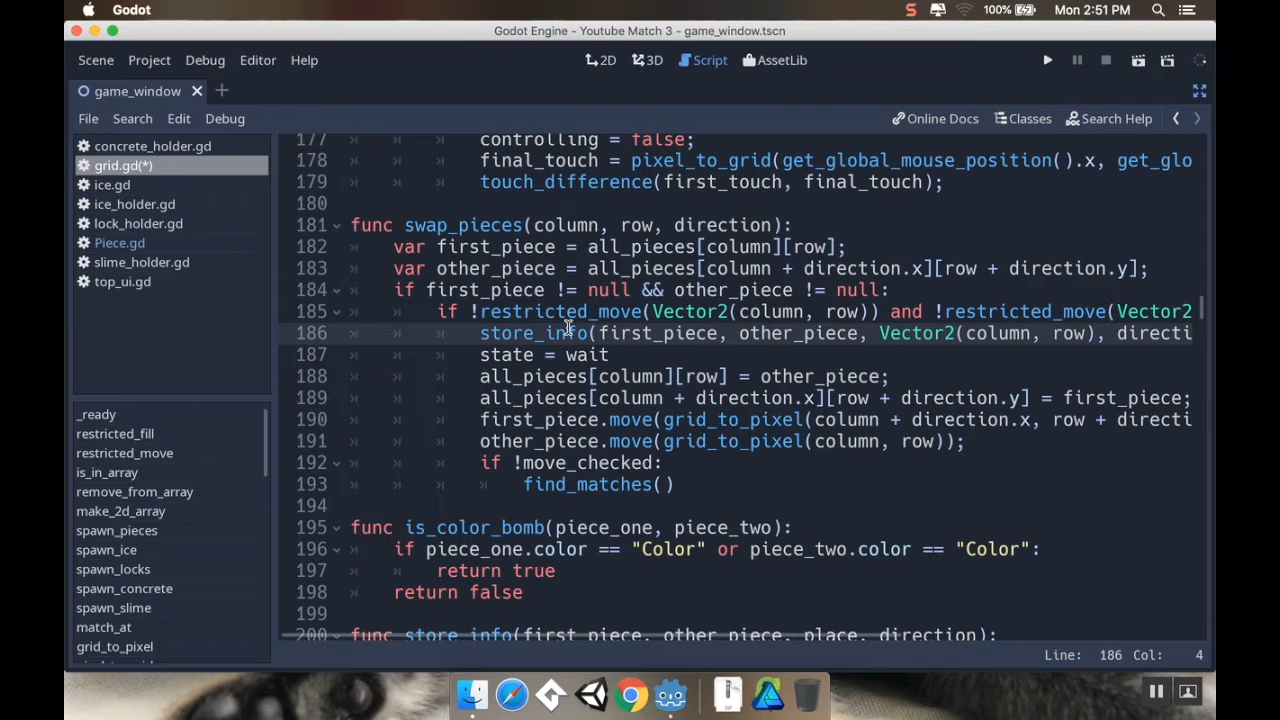 Godot
100%
Mon 2:51 PM
Godot Engine - Youtube Match 3 - game_window.tscn
Scene Project Debug Editor Help
2D 3D Script AssetLib
game_window
File Search Edit Debug
Online Docs Classes Search Help
concrete_holder.gd
grid.gd(*)
ice.gd
ice_holder.gd
lock_holder.gd
Piece.gd
slime_holder.gd
top_ui.gd
_ready
restricted_fill
restricted_move
is_in_array
remove_from_array
make_2d_array
spawn_pieces
spawn_ice
spawn_locks
spawn_concrete
spawn_slime
match_at
grid_to_pixel
177 controlling = false;
178 final_touch = pixel_to_grid(get_global_mouse_position().x, get_glo
179 touch_difference(first_touch, final_touch);
180
181 func swap_pieces(column, row, direction):
182 var first_piece = all_pieces[column][row];
183 var other_piece = all_pieces[column + direction.x][row + direction.y];
184 if first_piece != null && other_piece != null:
185 if !restricted_move(Vector2(column, row)) and !restricted_move(Vector2
186 store_info(first_piece, other_piece, Vector2(column, row), directi
187 state = wait
188 all_pieces[column][row] = other_piece;
189 all_pieces[column + direction.x][row + direction.y] = first_piece;
190 first_piece.move(grid_to_pixel(column + direction.x, row + directi
191 other_piece.move(grid_to_pixel(column, row));
192 if !move_checked:
193 find_matches()
194
195 func is_color_bomb(piece_one, piece_two):
196 if piece_one.color == "Color" or piece_two.color == "Color":
197 return true
198 return false
199
200 func store_info(first_piece, other_piece, place, direction):
Line: 186 Col: 4